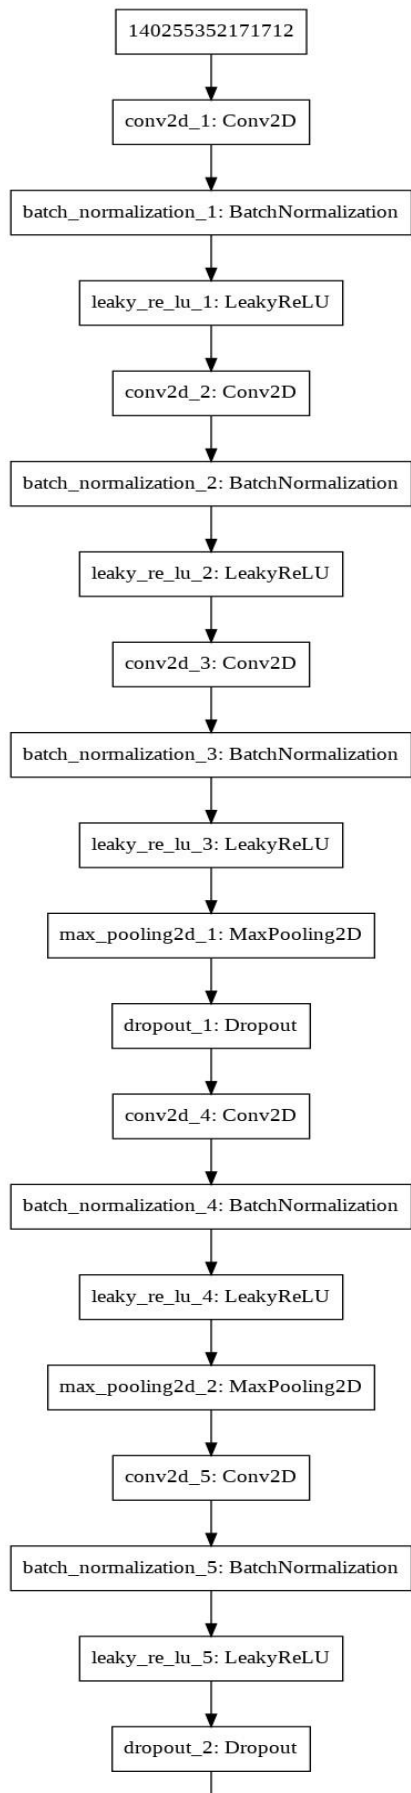 140255352171712
conv2d_1: Conv2D
batch_normalization_1: BatchNormalization
leaky_re_lu_1: LeakyReLU
conv2d_2: Conv2D
batch_normalization_2: BatchNormalization
leaky_re_lu_2: LeakyReLU
conv2d_3: Conv2D
batch_normalization_3: BatchNormalization
leaky_re_lu_3: LeakyReLU
max_pooling2d_1: MaxPooling2D
dropout_1: Dropout
conv2d_4: Conv2D
batch_normalization_4: BatchNormalization
leaky_re_lu_4: LeakyReLU
max_pooling2d_2: MaxPooling2D
conv2d_5: Conv2D
batch_normalization_5: BatchNormalization
leaky_re_lu_5: LeakyReLU
dropout_2: Dropout